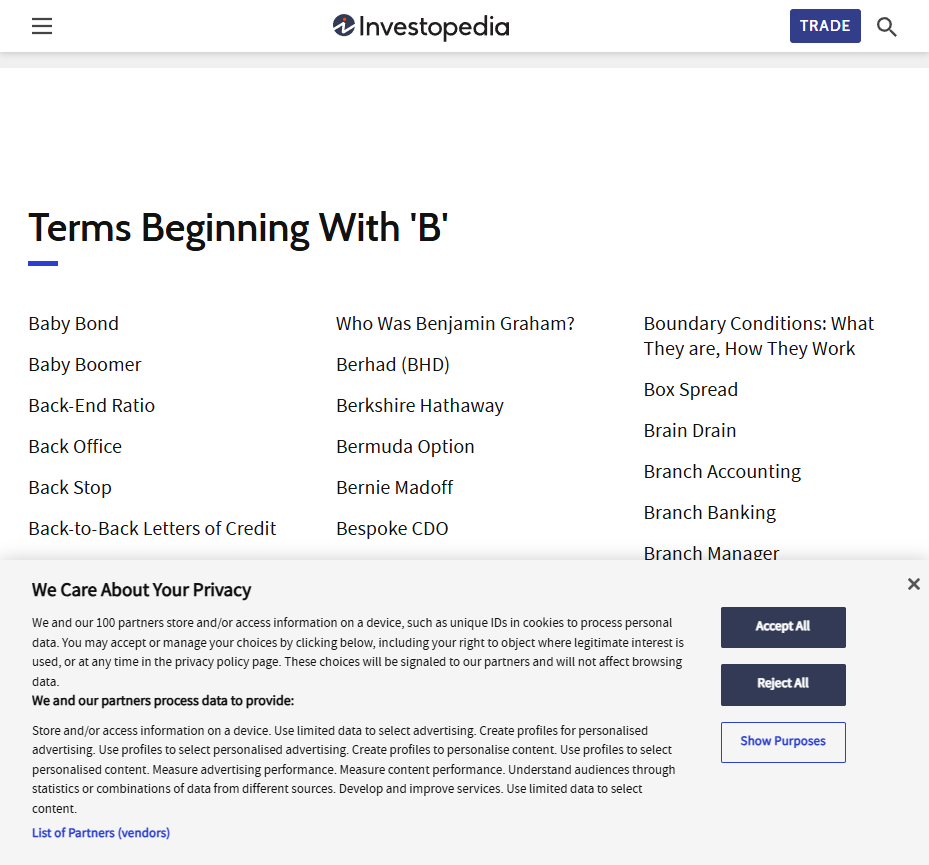 Investopedia
TRADE
Terms Beginning With 'B'
Baby Bond
Baby Boomer
Back-End Ratio
Back Office
Back Stop
Back-to-Back Letters of Credit
Who Was Benjamin Graham?
Berhad (BHD)
Berkshire Hathaway
Bermuda Option
Bernie Madoff
Bespoke CDO
Boundary Conditions: What
They are, How They Work
Box Spread
Brain Drain
Branch Accounting
Branch Banking
Branch Manager
We Care About Your Privacy
We and our 100 partners store and/or access information on a device, such as unique IDs in cookies to process personal
data. You may accept or manage your choices by clicking below, including your right to object where legitimate interest is
used, or at any time in the privacy policy page. These choices will be signaled to our partners and will not affect browsing
data.
We and our partners process data to provide:
Store and/or access information on a device. Use limited data to select advertising. Create profiles for personalised
advertising. Use profiles to select personalised advertising. Create profiles to personalise content. Use profiles to select
personalised content. Measure advertising performance. Measure content performance. Understand audiences through
statistics or combinations of data from different sources. Develop and improve services. Use limited data to select
content.
List of Partners (vendors)
Accept All
Reject All
Show Purposes